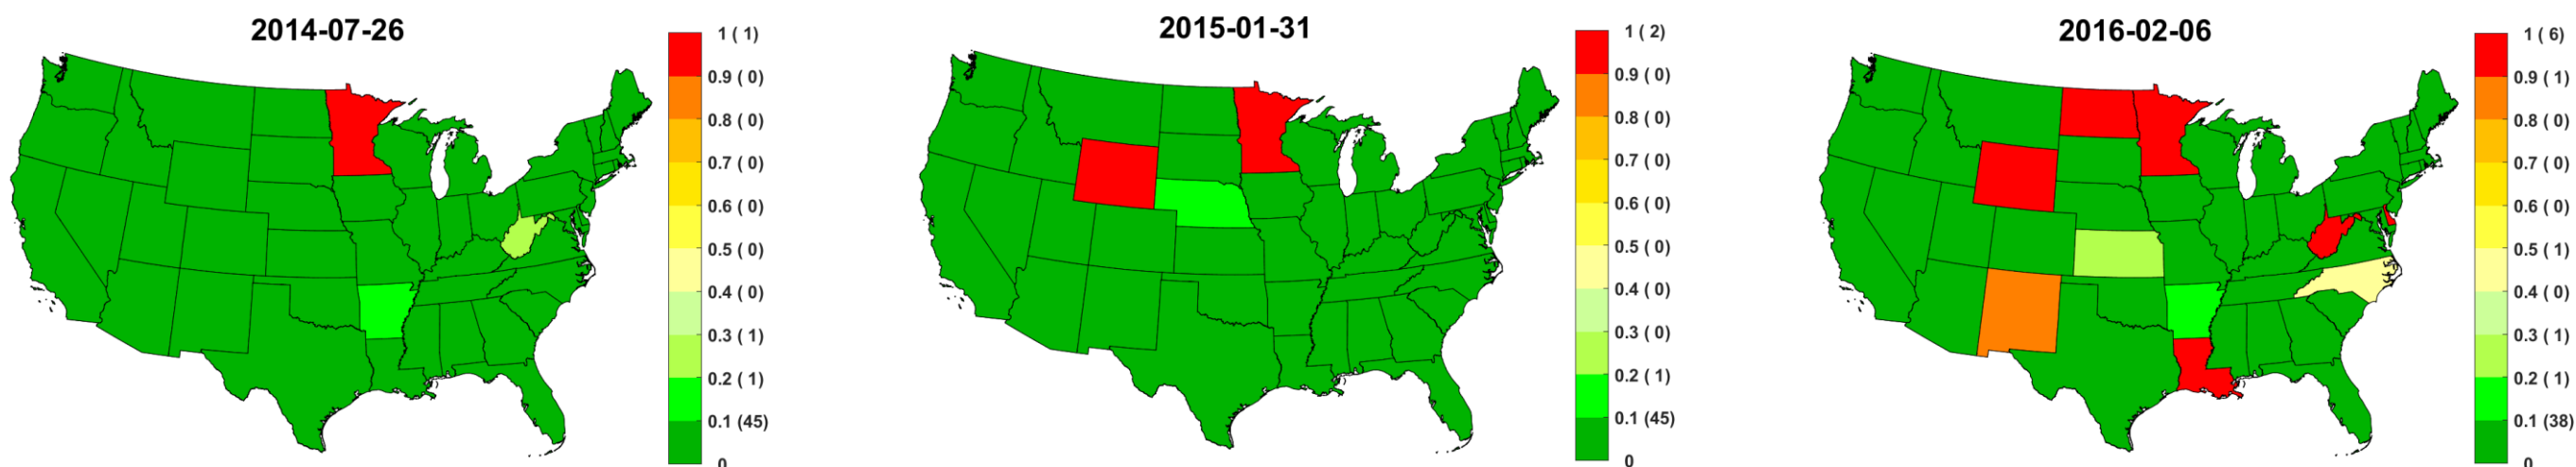 2014-07-26
1 ( 1)
0.9 ( 0)
0.8 ( 0)
0.7 ( 0)
0.6 ( 0)
0.5 ( 0)
0.4 ( 0)
0.3 ( 1)
0.2 ( 1)
0.1 (45)
0
2015-01-31
1 ( 2)
0.9 ( 0)
0.8 ( 0)
0.7 ( 0)
0.6 ( 0)
0.5 ( 0)
0.4 ( 0)
0.3 ( 0)
0.2 ( 1)
0.1 (45)
0
2016-02-06
1 ( 6)
0.9 ( 1)
0.8 ( 0)
0.7 ( 0)
0.6 ( 0)
0.5 ( 1)
0.4 ( 0)
0.3 ( 1)
0.2 ( 1)
0.1 (38)
0